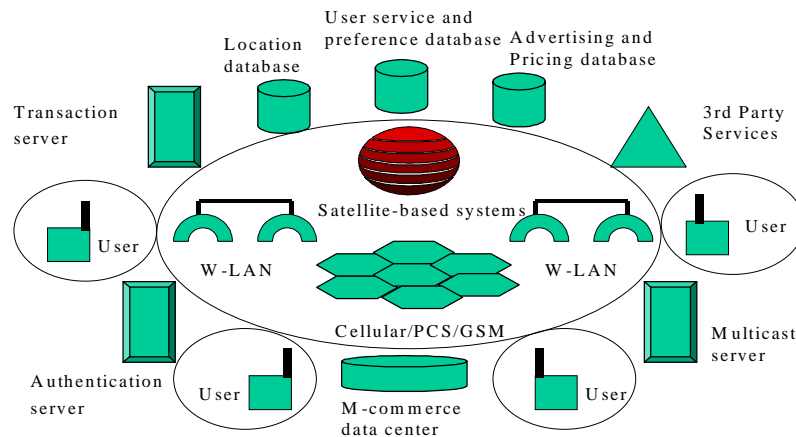 User service and
preference database
Location
database
Advertising and
Pricing database
Transaction
server
3rd Party
Services
Satellite-based systems
User
User
W-LAN
W-LAN
Cellular/PCS/GSM
Multicast
server
Authentication
server
User
User
M-commerce
data center